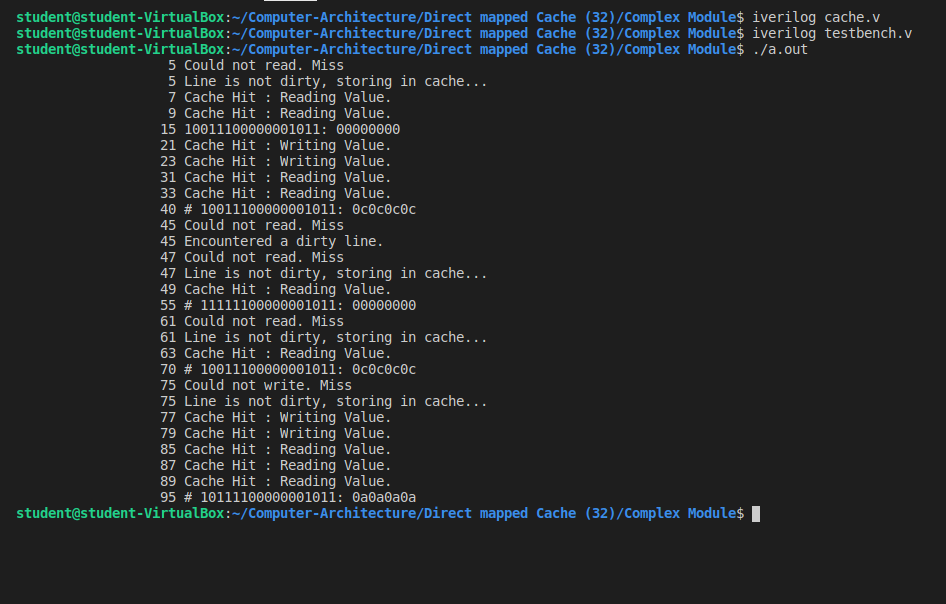 student@student-VirtualBox:~/Computer-Architecture/Direct mapped Cache (32)/Complex Module$ iverilog cache.v
student@student-VirtualBox:~/Computer-Architecture/Direct mapped Cache (32)/Complex Module$ iverilog testbench.v
student@student-VirtualBox:~/Computer-Architecture/Direct mapped Cache (32)/Complex Module$ ./a.out
5 Could not read. Miss
5 Line is not dirty, storing in cache...
7 Cache Hit : Reading Value.
9 Cache Hit : Reading Value.
15 10011100000001011: 00000000
21 Cache Hit : Writing Value.
23 Cache Hit : Writing Value.
31 Cache Hit : Reading Value.
33 Cache Hit : Reading Value.
40 # 10011100000001011: 0c0c0c0c
45 Could not read. Miss
45 Encountered a dirty line.
47 Could not read. Miss
47 Line is not dirty, storing in cache...
49 Cache Hit : Reading Value.
55 # 11111100000001011: 00000000
61 Could not read. Miss
61 Line is not dirty, storing in cache...
63 Cache Hit : Reading Value.
70 # 10011100000001011: 0c0c0c0c
75 Could not write. Miss
75 Line is not dirty, storing in cache...
77 Cache Hit : Writing Value.
79 Cache Hit : Writing Value.
85 Cache Hit : Reading Value.
87 Cache Hit : Reading Value.
89 Cache Hit : Reading Value.
95 # 10111100000001011: 0a0a0a0a
student@student-VirtualBox:~/Computer-Architecture/Direct mapped Cache (32)/Complex Module$